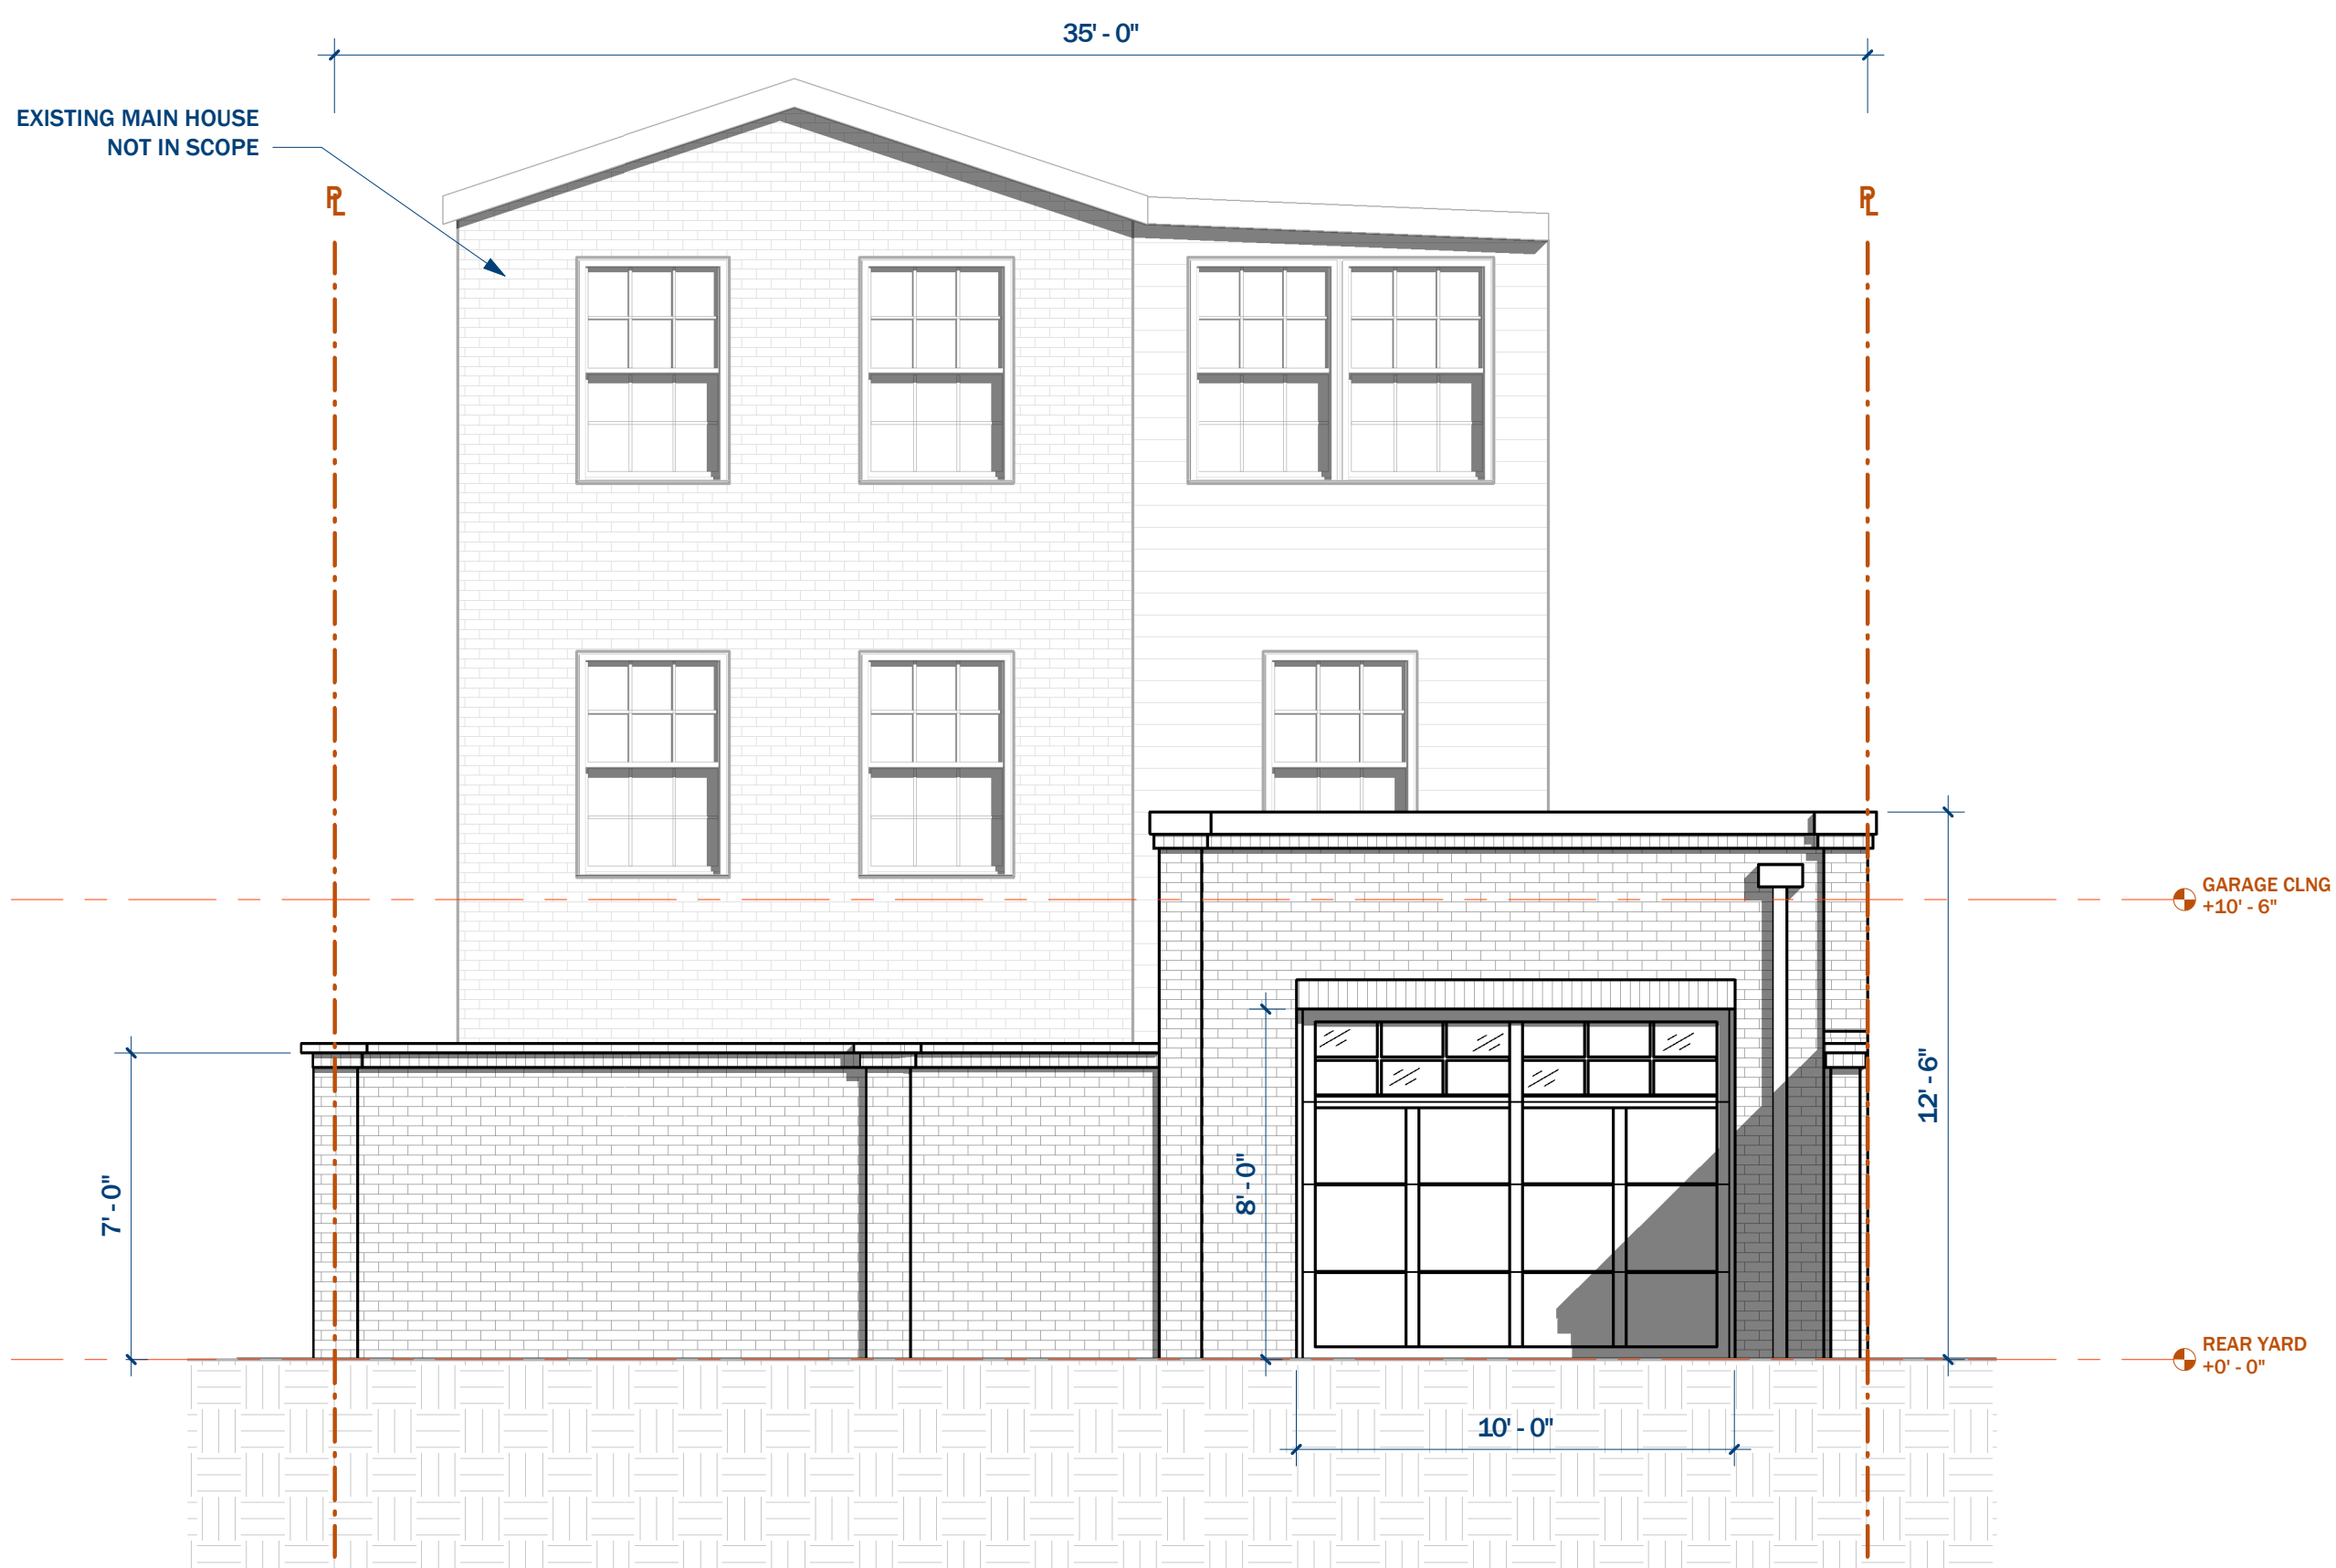 35' - 0"
EXISTING MAIN HOUSE
NOT IN SCOPE
PL
PL
GARAGE CLNG
+10' - 6"
12' - 6"
8' - 0"
7' - 0"
REAR YARD
+0' - 0"
10' - 0"